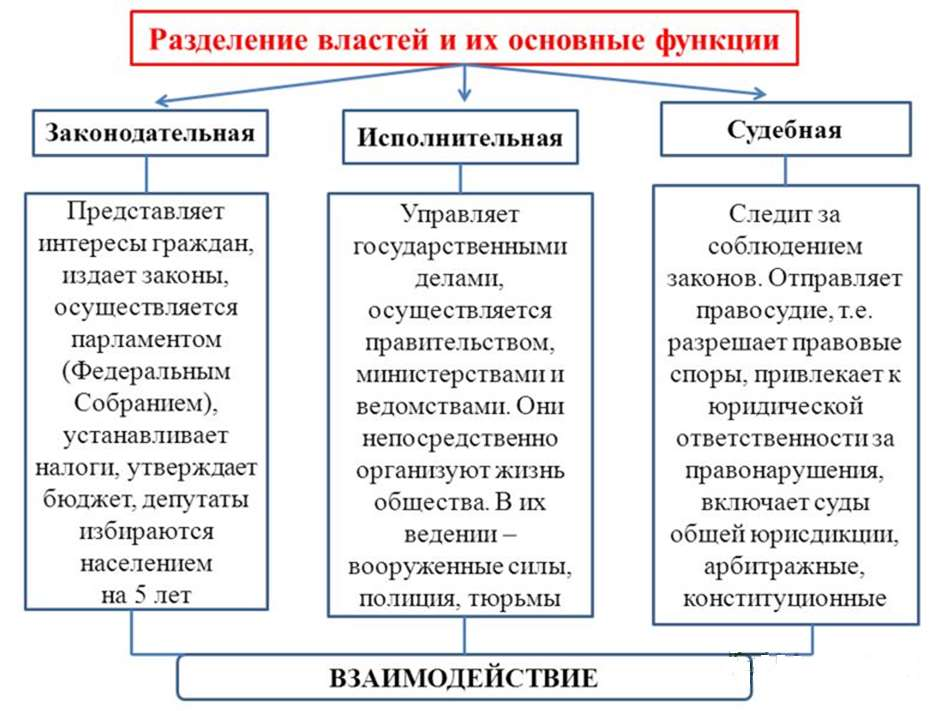 Разделение властей и их основные функции
Законодательная
Исполнительная
Судебная
Представляет
интересы граждан,
издает законы,
осуществляется
парламентом
(Федеральным
Собранием),
устанавливает
налоги, утверждает
бюджет, депутаты
избираются
населением
на 5 лет
Управляет
государственными
делами,
осуществляется
правительством,
министерствами и
ведомствами. Они
непосредственно
организуют жизнь
общества. В их
ведении –
вооруженные силы,
полиция, тюрьмы
Следит за
соблюдением
законов. Отправляет
правосудие, т.е.
разрешает правовые
споры, привлекает к
юридической
ответственности за
правонарушения,
включает суды
общей юрисдикции,
арбитражные,
конституционные
ВЗАИМОДЕЙСТВИЕ